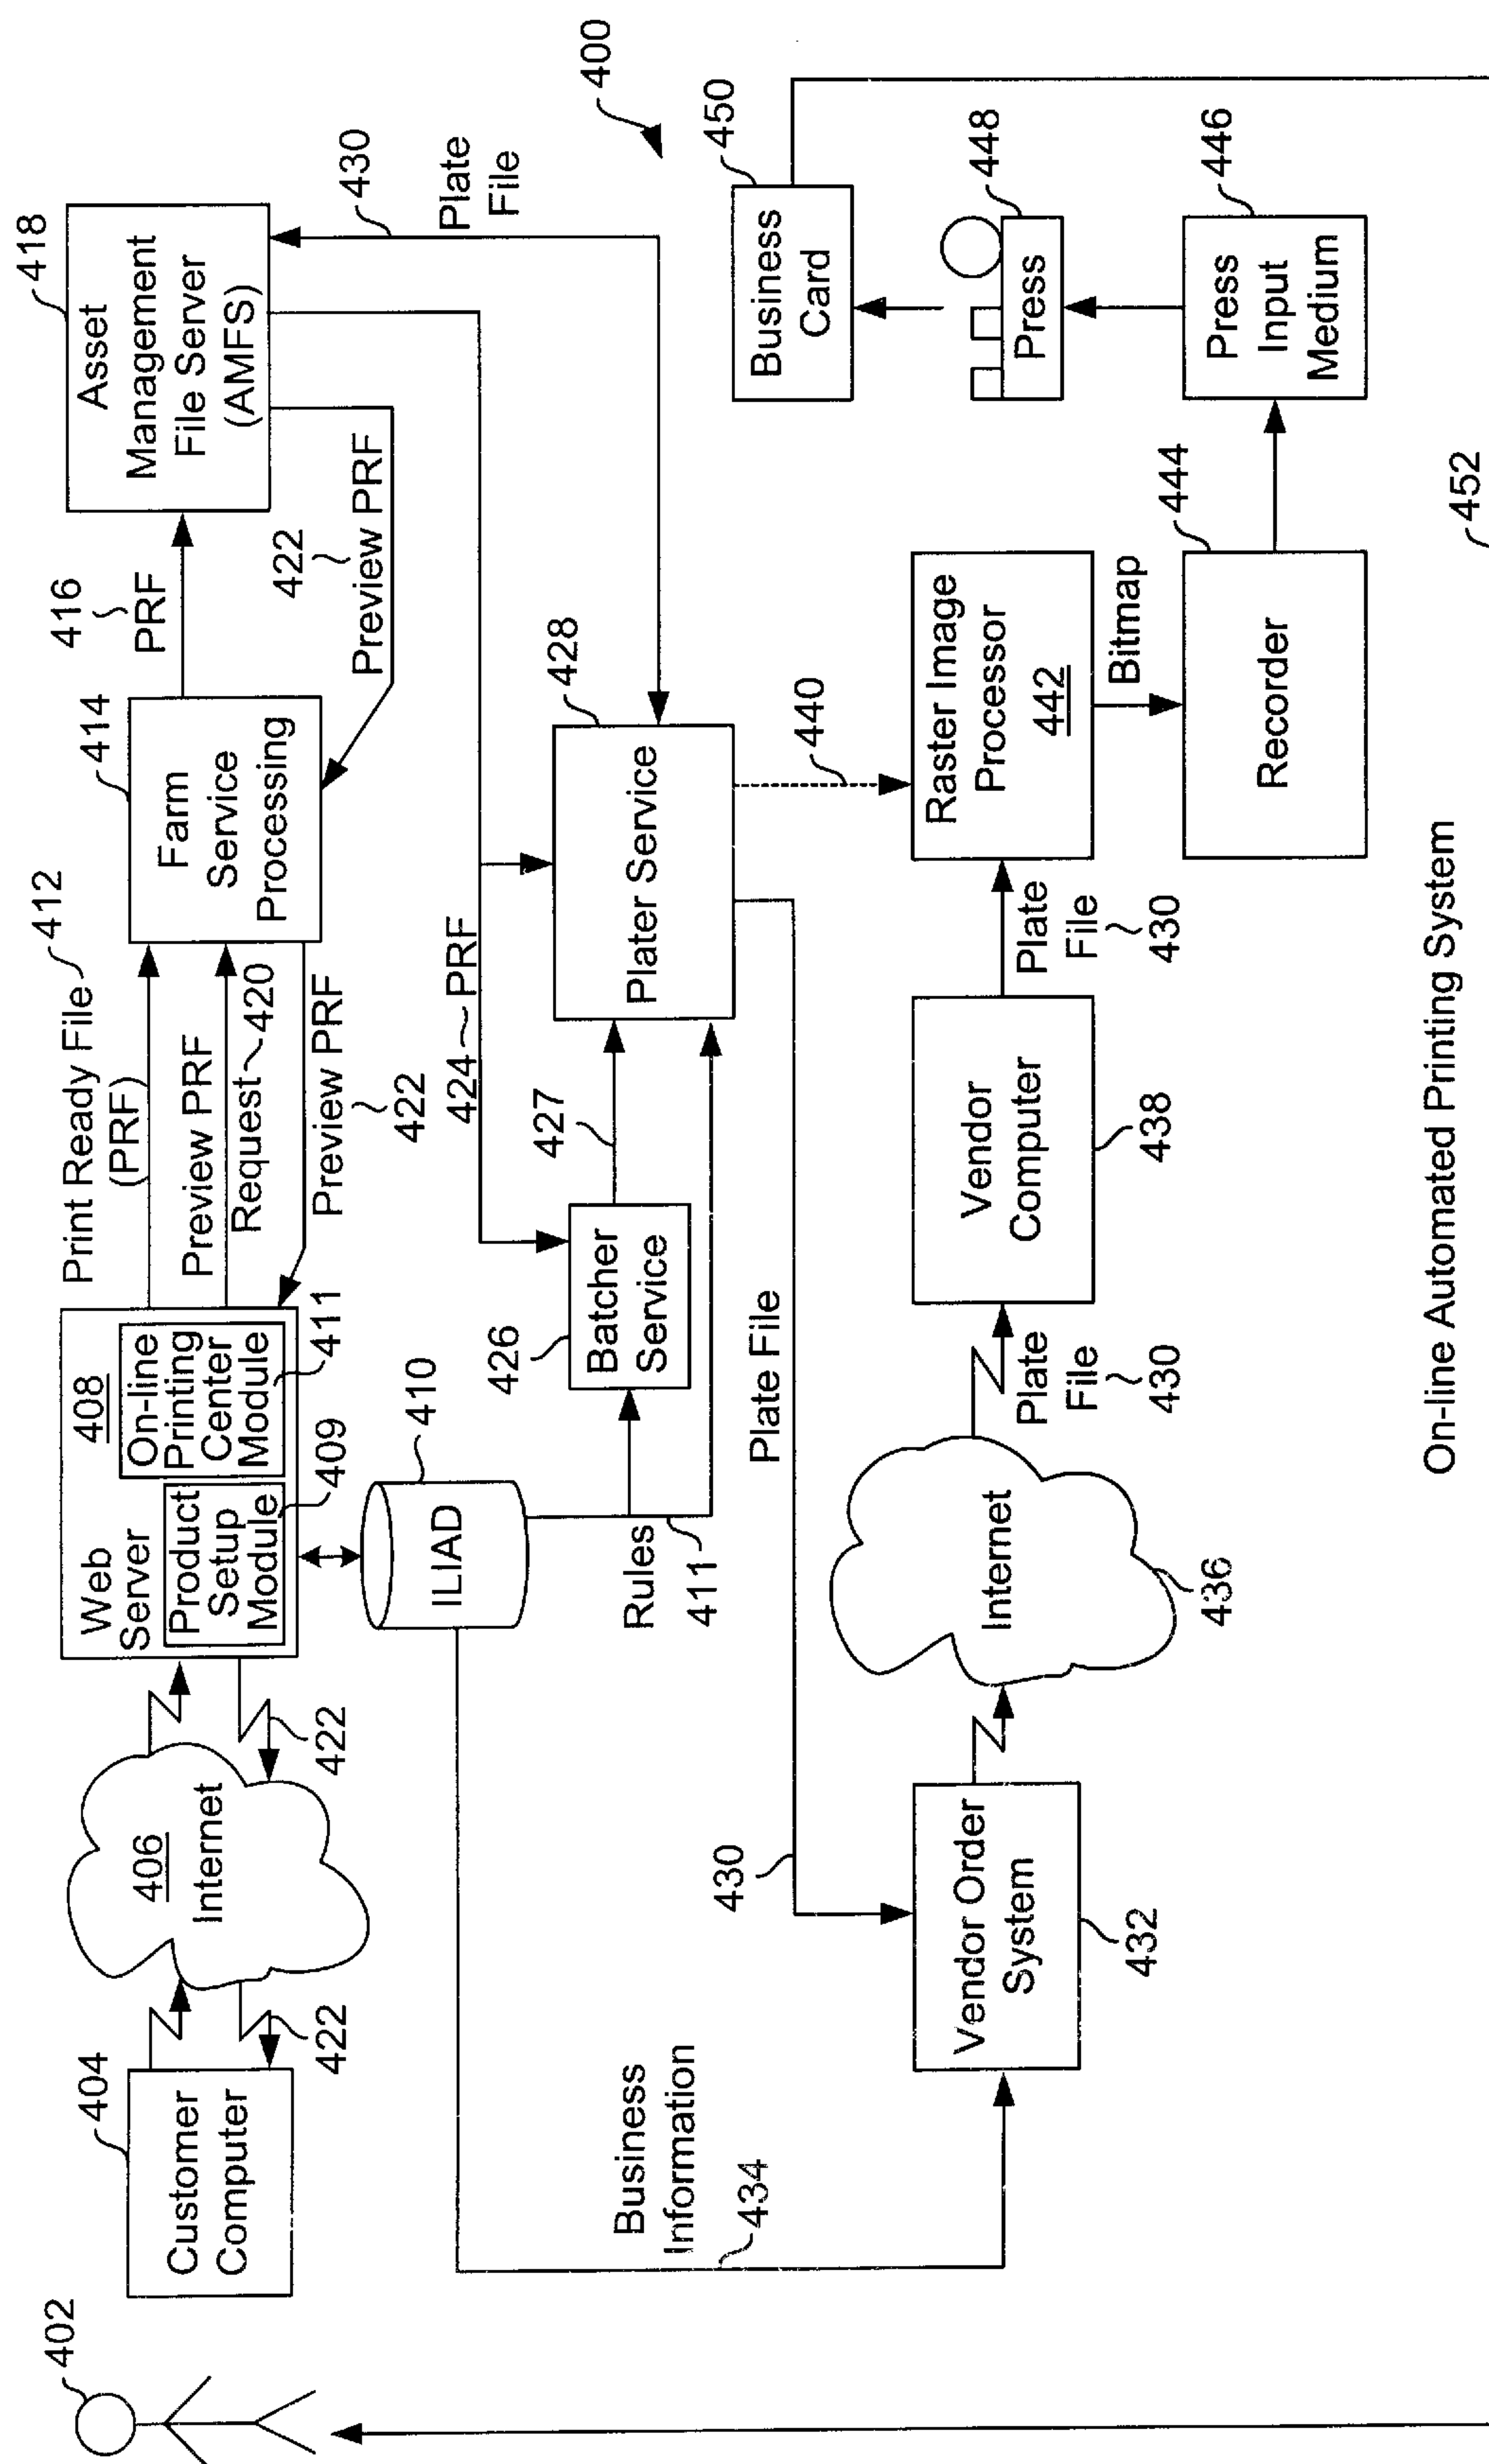 402
404
Customer
Computer
422
406
Internet
422
Web
Server
408
Product
Setup
Module
409
On-line
Printing
Center
Module
411
Print Ready File
412
(PRF)
Preview PRF
Request
420
Preview PRF
422
414
Farm
Service
Processing
416
PRF
422
Preview PRF
418
Asset
Management
File Server
(AMFS)
430
Plate
File
400
410
ILIAD
Rules
411
426
Batcher
Service
427
424
PRF
428
Plater Service
440
Business
Information
434
430
Plate File
Vendor Order
System
432
Internet
436
Plate
File
430
Vendor
Computer
438
Plate
File
430
Raster Image
Processor
442
Bitmap
444
Recorder
446
Press
Input
Medium
448
Press
450
Business
Card
452
On-line Automated Printing System